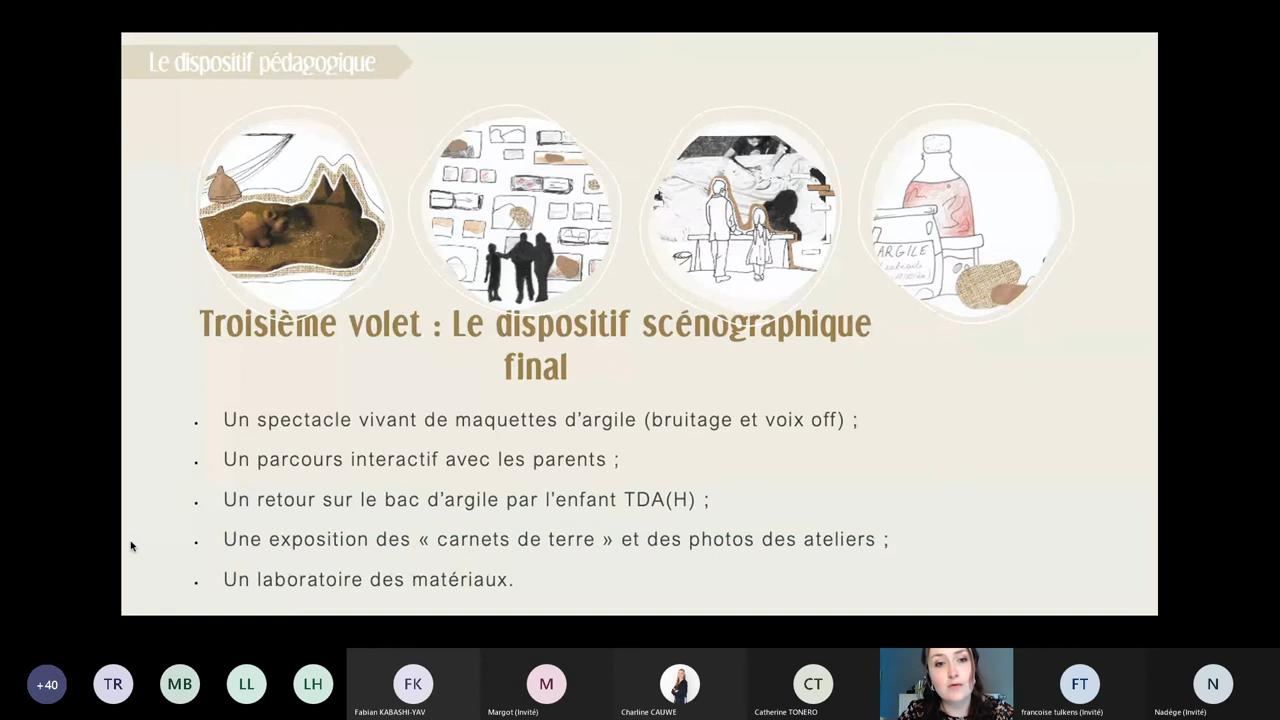 Le dispositif pédagogique
ARGILE
Troisième volet : Le dispositif scénographique
final
Un spectacle vivant de maquettes d'argile (bruitage et voix off) ;
Un parcours interactif avec les parents ;
Un retour sur le bac d'argile par l'enfant TDA(H) ;
Une exposition des « carnets de terre » et des photos des ateliers ;
Un laboratoire des matériaux.
+40
TR
MB
LL
LH
FK
M
CT
FT
N
Fabian KABASHI-YAV
Margot (Invité)
Charline CAUWE
Catherine TONERO
francoise tulkens (Invité)
Nadège (Invité)